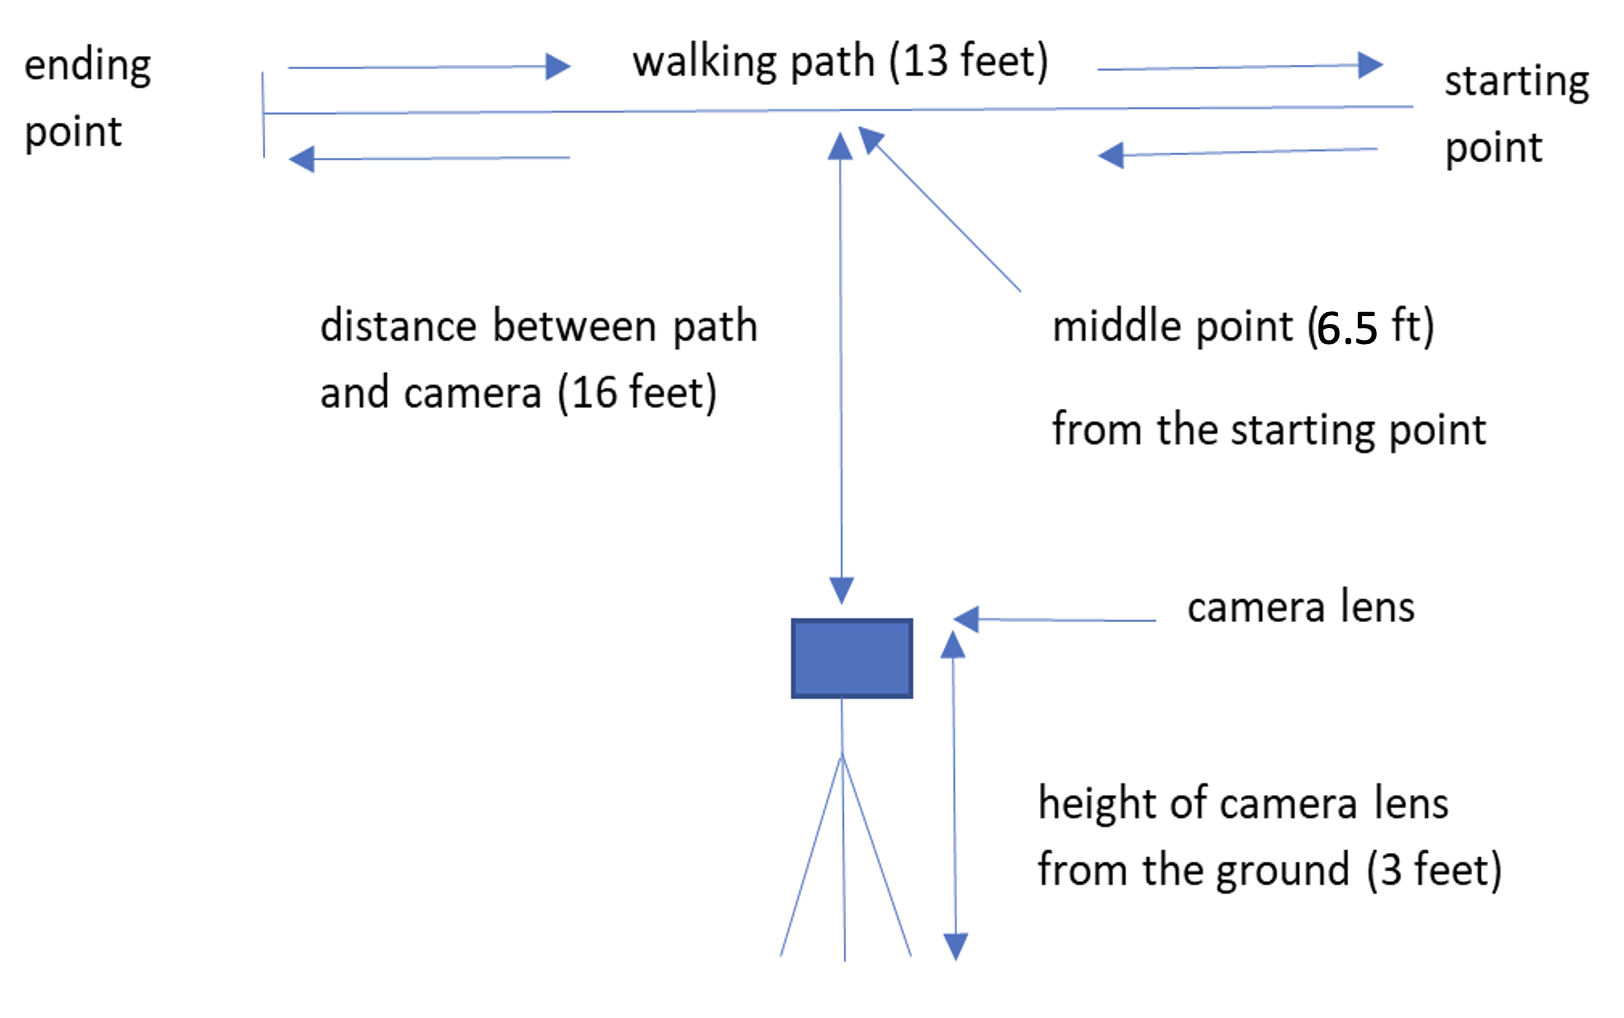 ending
point
walking path (13 feet)
starting
point
distance between path
and camera (16 feet)
middle point (6.5 ft)
from the starting point
camera lens
height of camera lens
from the ground (3 feet)